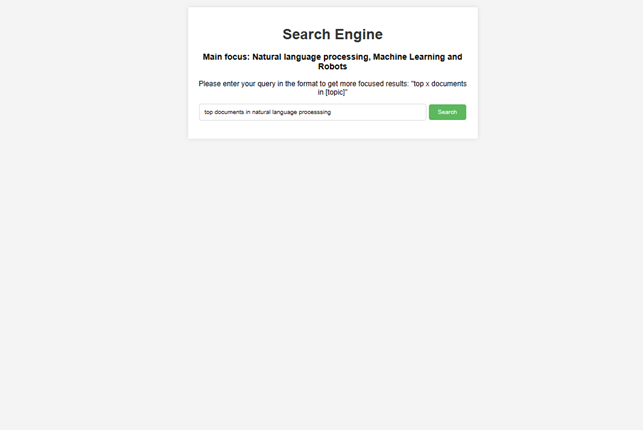 Search Engine
Main focus: Natural language processing, Machine Learning and
Robots
Please enter your query in the format to get more focused results: "top x documents
in [topic]"
top documents in natural language processsing
Search